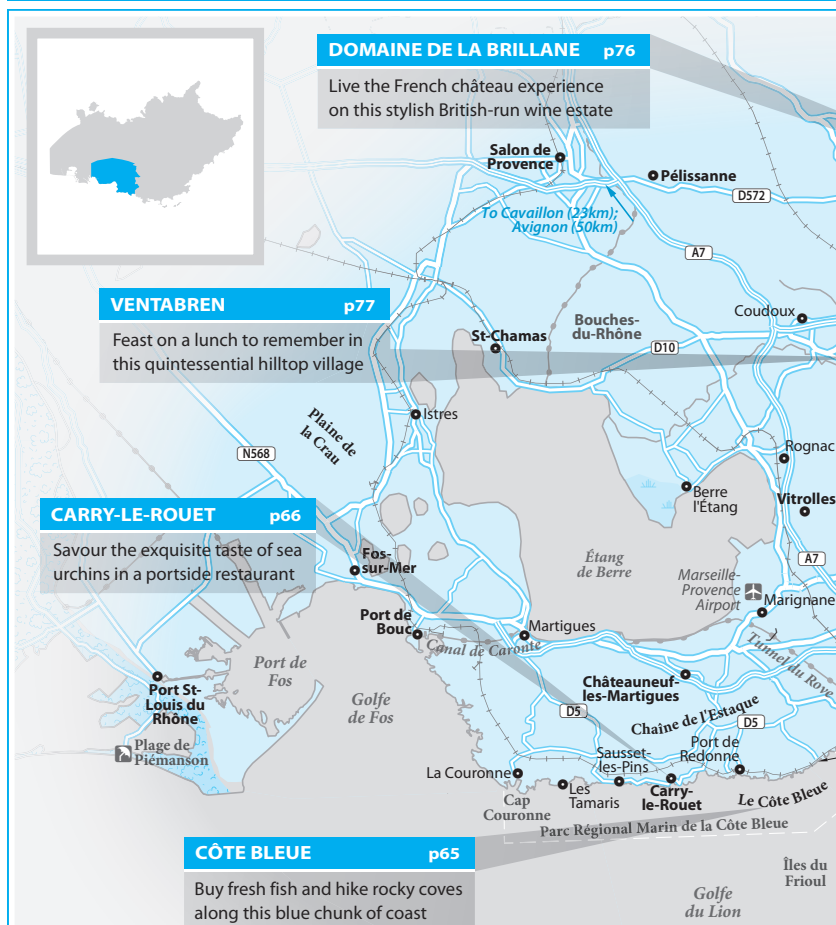 DOMAINE DE LA BRILLANE p76
Live the French château experience
on this stylish British-run wine estate
Salon de
Provence
Pélissanne
D572
To Cavaillon (23km);
Avignon (50km)
A7
VENTABREN p77
Feast on a lunch to remember in
this quintessential hilltop village
Coudoux
Bouches-
du-Rhône
St-Chamas
D10
Istres
Plaine de
la Crau
N568
Rognac
Berre
l'Étang
Vitrolles
CARRY-LE-ROUET p66
Savour the exquisite taste of sea
urchins in a portside restaurant
Fos-
sur-Mer
Étang
de Berre
A7
Marseille-
Provence
Airport
Marignane
Port de
Bouc
Martigues
Canal de Caronte
Tunnel du Rove
Port de
Fos
Port St-
Louis du
Rhône
Golfe
de Fos
Châteauneuf-
les-Martigues
Chaîne de l'Estaque
D5
D5
Plage de
Piémanson
Sausset-
les-Pins
Port de
Redonne
La Couronne
Cap
Couronne
Les
Tamaris
Carry-
le-Rouet
Le Côte Bleue
Parc Régional Marin de la Côte Bleue
CÔTE BLEUE p65
Buy fresh fish and hike rocky coves
along this blue chunk of coast
Îles du
Frioul
Golfe
du Lion